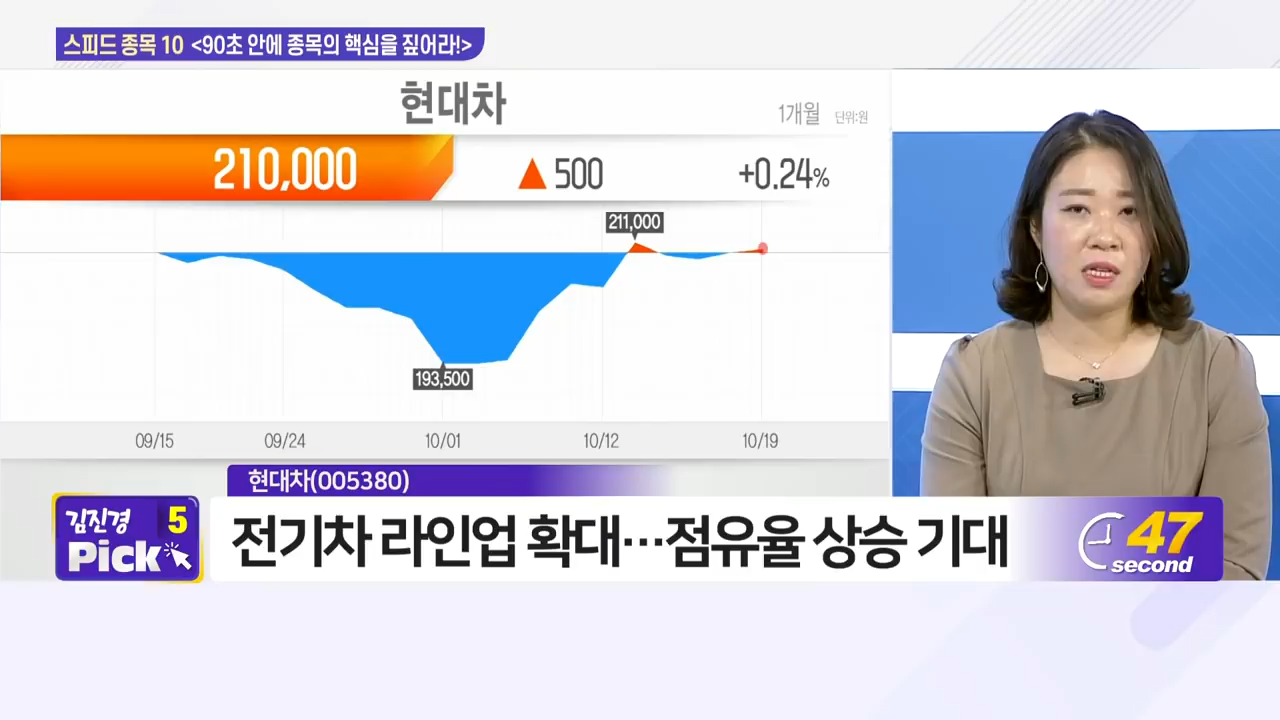 스피드 종목 10 <90초 안에 종목의 핵심을 짚어라!>
현대차
1개월 단위:원
210,000 ▲500 +0.24%
211,000
193,500
09/15 09/24 10/01 10/12 10/19
현대차(005380)
김진경 5
Pick
전기차 라인업 확대…점유율 상승 기대
47
second